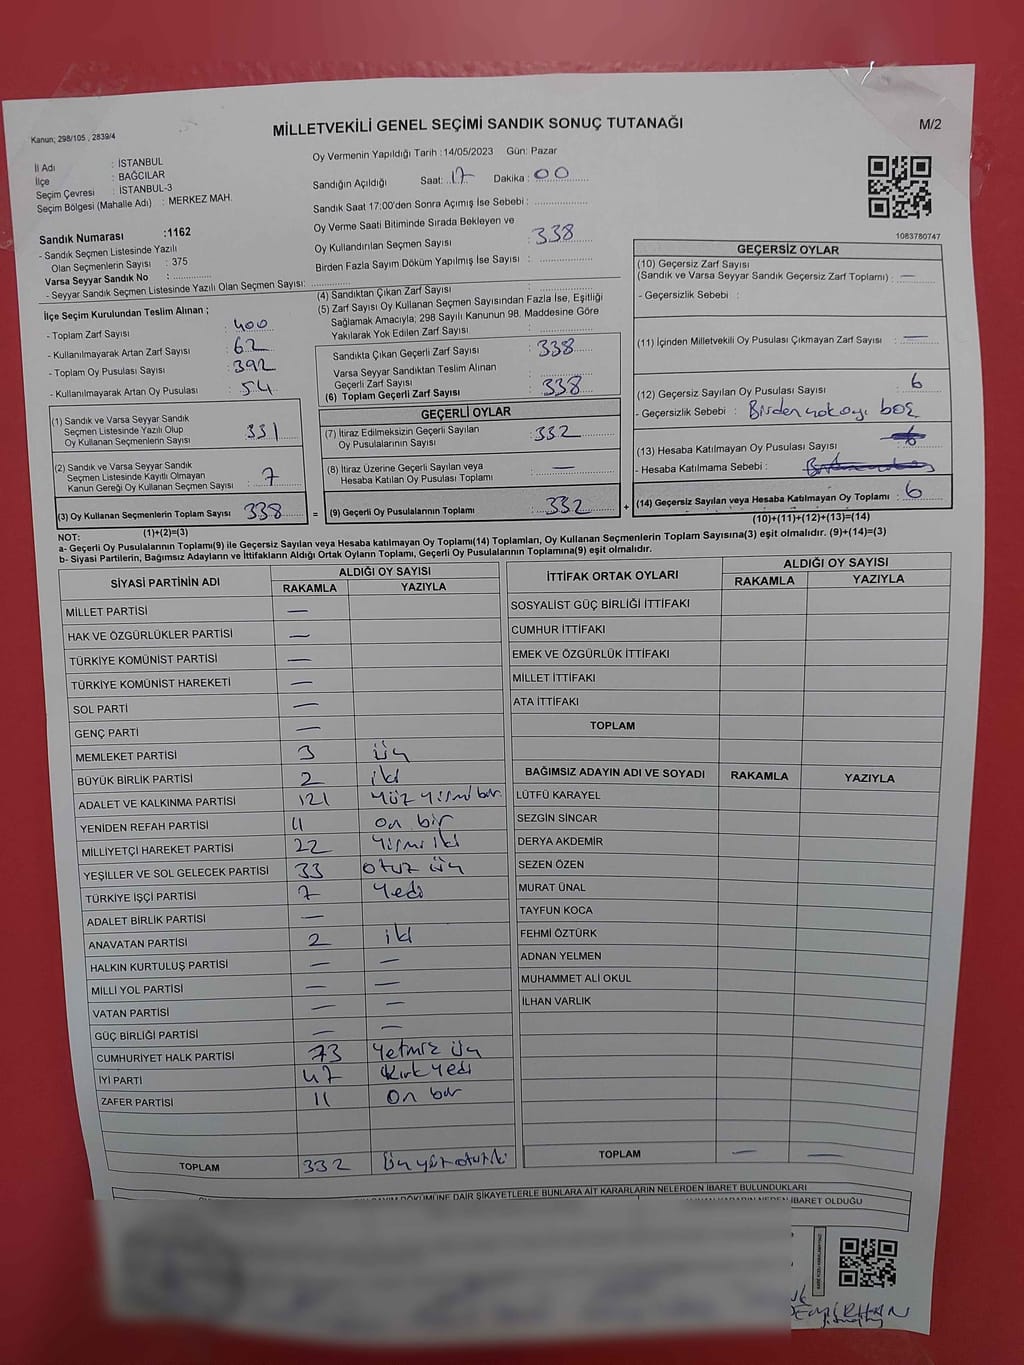 Kanun; 298/105 , 2839/4
MİLLETVEKİLİ GENEL SEÇİMİ SANDIK SONUÇ TUTANAĞI
M/2
İl Adı : İSTANBUL
İlçe : BAĞCILAR
Seçim Çevresi : İSTANBUL-3
Seçim Bölgesi (Mahalle Adı) : MERKEZ MAH.
Oy Vermenin Yapıldığı Tarih : 14/05/2023 Gün: Pazar
Sandığın Açıldığı Saat: 17 Dakika : 00
Sandık Saat 17:00'den Sonra Açımış İse Sebebi :
Oy Verme Saati Bitiminde Sırada Bekleyen ve
Oy Kullandırılan Seçmen Sayısı : 338
Birden Fazla Sayım Döküm Yapılmış İse Sayısı :
1083780747
Sandık Numarası :1162
- Sandık Seçmen Listesinde Yazılı
Olan Seçmenlerin Sayısı : 375
Varsa Seyyar Sandık No :
- Seyyar Sandık Seçmen Listesinde Yazılı Olan Seçmen Sayısı:
İlçe Seçim Kurulundan Teslim Alınan ;
- Toplam Zarf Sayısı : 400
- Kullanılmayarak Artan Zarf Sayısı : 62
- Toplam Oy Pusulası Sayısı : 392
- Kullanılmayarak Artan Oy Pusulası : 54
(1) Sandık ve Varsa Seyyar Sandık
Seçmen Listesinde Yazılı Olup
Oy Kullanan Seçmenlerin Sayısı : 331
(2) Sandık ve Varsa Seyyar Sandık
Seçmen Listesinde Kayıtlı Olmayan
Kanun Gereği Oy Kullanan Seçmen Sayısı : 7
(3) Oy Kullanan Seçmenlerin Toplam Sayısı : 338
(1)+(2)=(3)
(4) Sandıktan Çıkan Zarf Sayısı :
(5) Zarf Sayısı Oy Kullanan Seçmen Sayısından Fazla İse, Eşitliği
Sağlamak Amacıyla; 298 Sayılı Kanunun 98. Maddesine Göre
Yakılarak Yok Edilen Zarf Sayısı :
Sandıkta Çıkan Geçerli Zarf Sayısı : 338
Varsa Seyyar Sandıktan Teslim Alınan
Geçerli Zarf Sayısı :
(6) Toplam Geçerli Zarf Sayısı : 338
GEÇERLİ OYLAR
(7) İtiraz Edilmeksizin Geçerli Sayılan
Oy Pusulalarının Sayısı : 332
(8) İtiraz Üzerine Geçerli Sayılan veya
Hesaba Katılan Oy Pusulası Toplamı : —
= (9) Geçerli Oy Pusulalarının Toplamı : 332
GEÇERSİZ OYLAR
(10) Geçersiz Zarf Sayısı
(Sandık ve Varsa Seyyar Sandık Geçersiz Zarf Toplamı) : —
- Geçersizlik Sebebi :
(11) İçinden Milletvekili Oy Pusulası Çıkmayan Zarf Sayısı : —
(12) Geçersiz Sayılan Oy Pusulası Sayısı : 6
- Geçersizlik Sebebi : Birden çok oy boş
(13) Hesaba Katılmayan Oy Pusulası Sayısı :
- Hesaba Katılmama Sebebi :
+ (14) Geçersiz Sayılan veya Hesaba Katılmayan Oy Toplamı : 6
(10)+(11)+(12)+(13)=(14)
NOT:
a- Geçerli Oy Pusulalarının Toplamı(9) ile Geçersiz Sayılan veya Hesaba katılmayan Oy Toplamı(14) Toplamları, Oy Kullanan Seçmenlerin Toplam Sayısına(3) eşit olmalıdır. (9)+(14)=(3)
b- Siyasi Partilerin, Bağımsız Adayların ve İttifakların Aldığı Ortak Oyların Toplamı, Geçerli Oy Pusulalarının Toplamına(9) eşit olmalıdır.
SİYASİ PARTİNİN ADI ALDIĞI OY SAYISI
RAKAMLA YAZIYLA
MİLLET PARTİSİ —
HAK VE ÖZGÜRLÜKLER PARTİSİ —
TÜRKİYE KOMÜNİST PARTİSİ —
TÜRKİYE KOMÜNİST HAREKETİ —
SOL PARTİ —
GENÇ PARTİ —
MEMLEKET PARTİSİ 3 üç
BÜYÜK BİRLİK PARTİSİ 2 iki
ADALET VE KALKINMA PARTİSİ 121 yüz yirmi bir
YENİDEN REFAH PARTİSİ 11 on bir
MİLLİYETÇİ HAREKET PARTİSİ 22 yirmi iki
YEŞİLLER VE SOL GELECEK PARTİSİ 33 otuz üç
TÜRKİYE İŞÇİ PARTİSİ 7 Yedi
ADALET BİRLİK PARTİSİ —
ANAVATAN PARTİSİ 2 iki
HALKIN KURTULUŞ PARTİSİ — —
MİLLİ YOL PARTİSİ — —
VATAN PARTİSİ — —
GÜÇ BİRLİĞİ PARTİSİ — —
CUMHURİYET HALK PARTİSİ 73 Yetmiş üç
İYİ PARTİ 47 Kırk yedi
ZAFER PARTİSİ 11 On bir
TOPLAM 332 Üç yüz otuz iki
İTTİFAK ORTAK OYLARI ALDIĞI OY SAYISI
RAKAMLA YAZIYLA
SOSYALİST GÜÇ BİRLİĞİ İTTİFAKI
CUMHUR İTTİFAKI
EMEK VE ÖZGÜRLÜK İTTİFAKI
MİLLET İTTİFAKI
ATA İTTİFAKI
TOPLAM
BAĞIMSIZ ADAYIN ADI VE SOYADI RAKAMLA YAZIYLA
LÜTFÜ KARAYEL
SEZGİN SİNCAR
DERYA AKDEMİR
SEZEN ÖZEN
MURAT ÜNAL
TAYFUN KOCA
FEHMİ ÖZTÜRK
ADNAN YELMEN
MUHAMMET ALİ OKUL
İLHAN VARLIK
TOPLAM — —
DÖKÜMÜNE DAİR ŞİKAYETLERLE BUNLARA AİT KARARLARIN NELERDEN İBARET BULUNDUKLARI
NEDEN İBARET OLDUĞU
DEMİRHAN